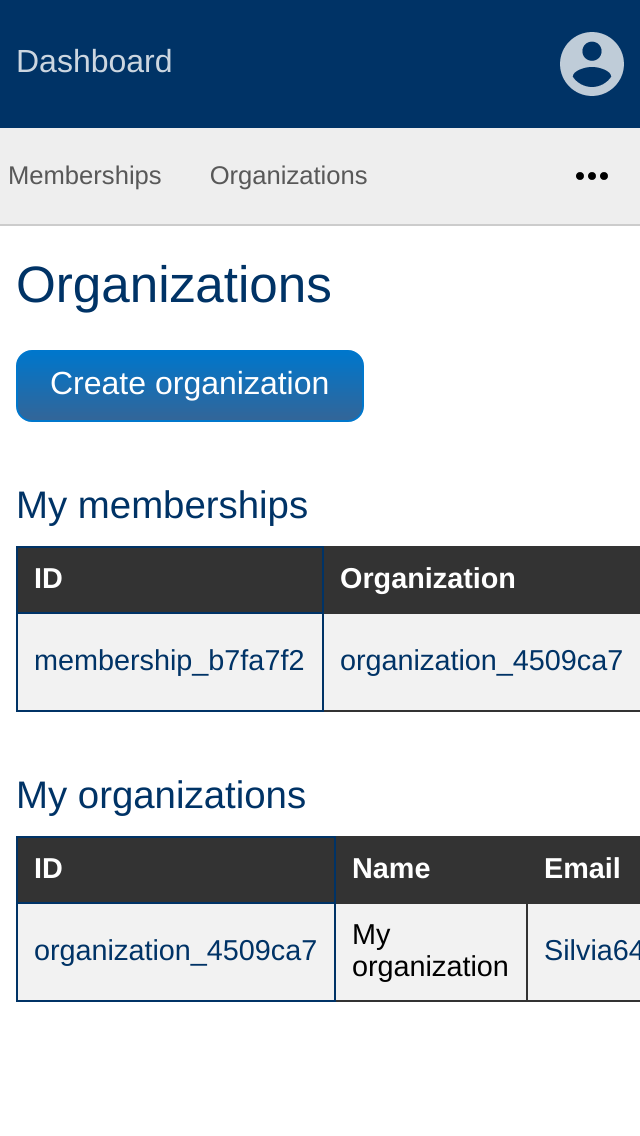 Dashboard
Memberships Organizations
Organizations
Create organization
My memberships
ID Organization
membership_b7fa7f2 organization_4509ca7
My organizations
ID Name Email
organization_4509ca7 My organization Silvia64